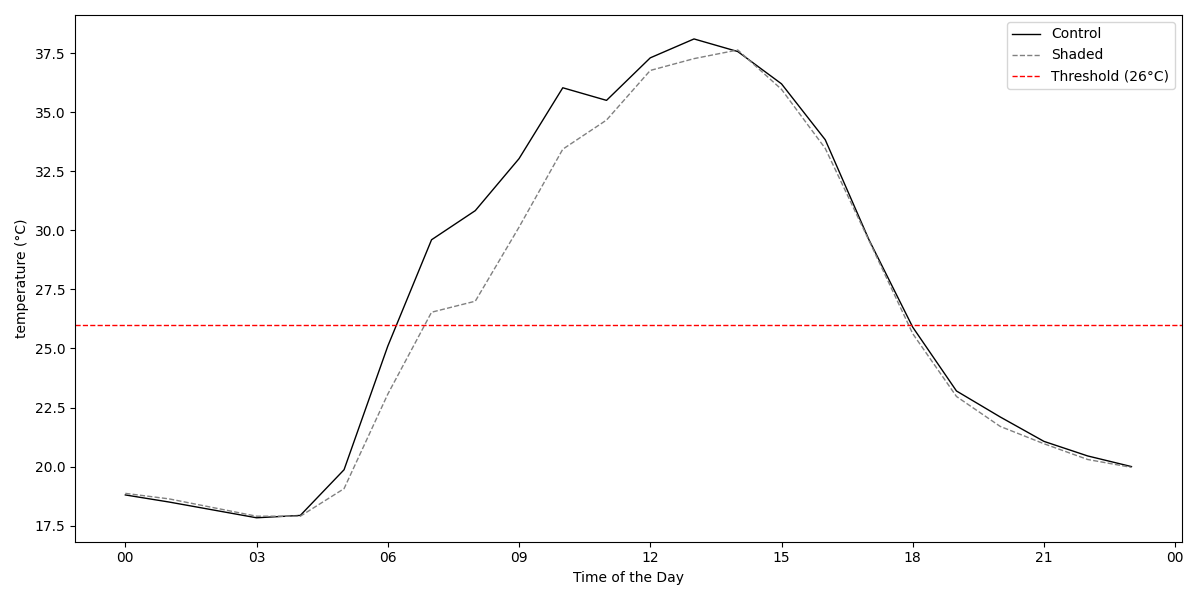 Control
Shaded
Threshold (26°C)
temperature (°C)
37.5
35.0
32.5
30.0
27.5
25.0
22.5
20.0
17.5
00 03 06 09 12 15 18 21 00
Time of the Day